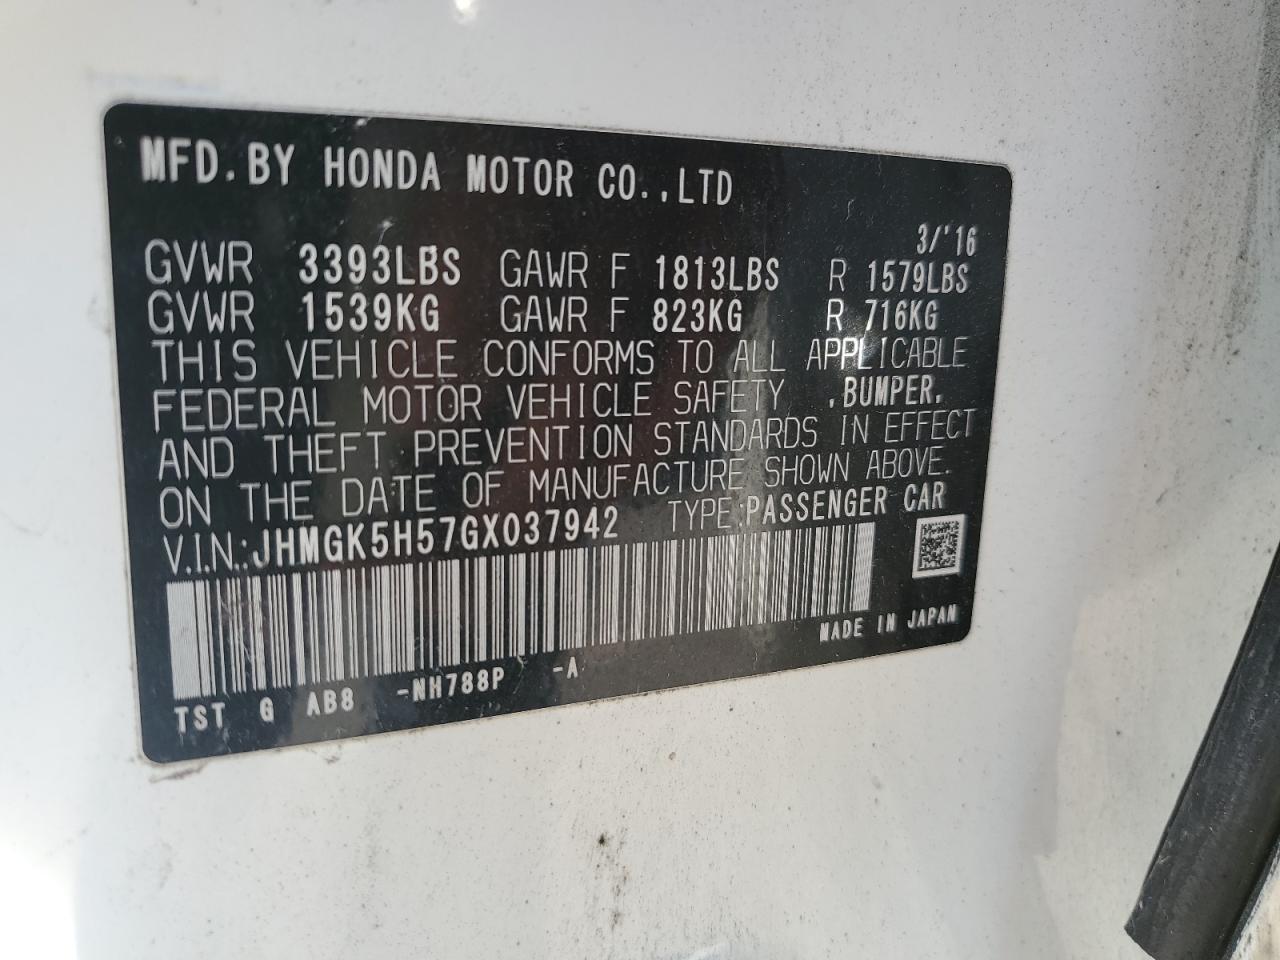 MFD. BY HONDA MOTOR CO., LTD
3/'16
GVWR 3393LBS GAWR F 1813LBS R 1579LBS
GVWR 1539KG GAWR F 823KG R 716KG
THIS VEHICLE CONFORMS TO ALL APPLICABLE
FEDERAL MOTOR VEHICLE SAFETY ,BUMPER,
AND THEFT PREVENTION STANDARDS IN EFFECT
ON THE DATE OF MANUFACTURE SHOWN ABOVE.
V.I.N.:JHMGK5H57GX037942 TYPE:PASSENGER CAR
MADE IN JAPAN
TST G AB8 -NH788P -A